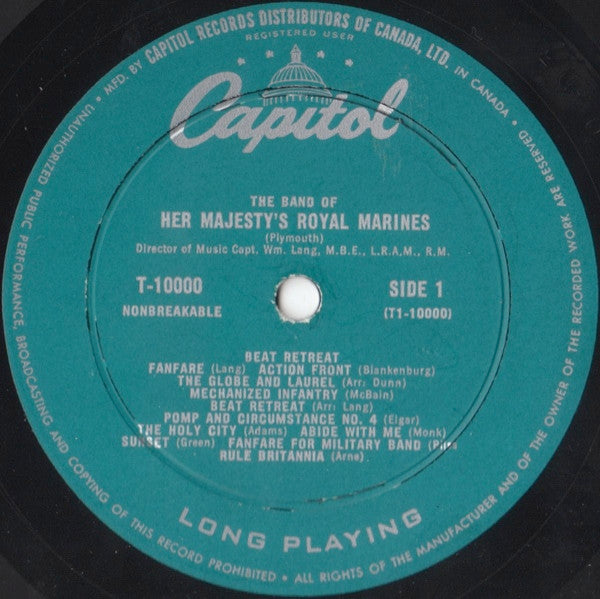 MFD. BY CAPITOL RECORDS DISTRIBUTORS OF CANADA, LTD. IN CANADA • ALL RIGHTS OF THE MANUFACTURER AND OF THE OWNER OF THE RECORDED WORK ARE RESERVED • UNAUTHORIZED PUBLIC PERFORMANCE, BROADCASTING AND COPYING OF THIS RECORD PROHIBITED •
REGISTERED USER
Capitol
THE BAND OF
HER MAJESTY'S ROYAL MARINES
(Plymouth)
Director of Music Capt. Wm. Lang, M.B.E., L.R.A.M., R.M.
T-10000 SIDE 1
NONBREAKABLE (T1-10000)
BEAT RETREAT
FANFARE (Lang) ACTION FRONT (Blankenburg)
THE GLOBE AND LAUREL (Arr. Dunn)
MECHANIZED INFANTRY (McBain)
BEAT RETREAT (Arr. Lang)
POMP AND CIRCUMSTANCE NO. 4 (Elgar)
THE HOLY CITY (Adams) ABIDE WITH ME (Monk)
SUNSET (Green) FANFARE FOR MILITARY BAND
RULE BRITANNIA (Arne)
LONG PLAYING